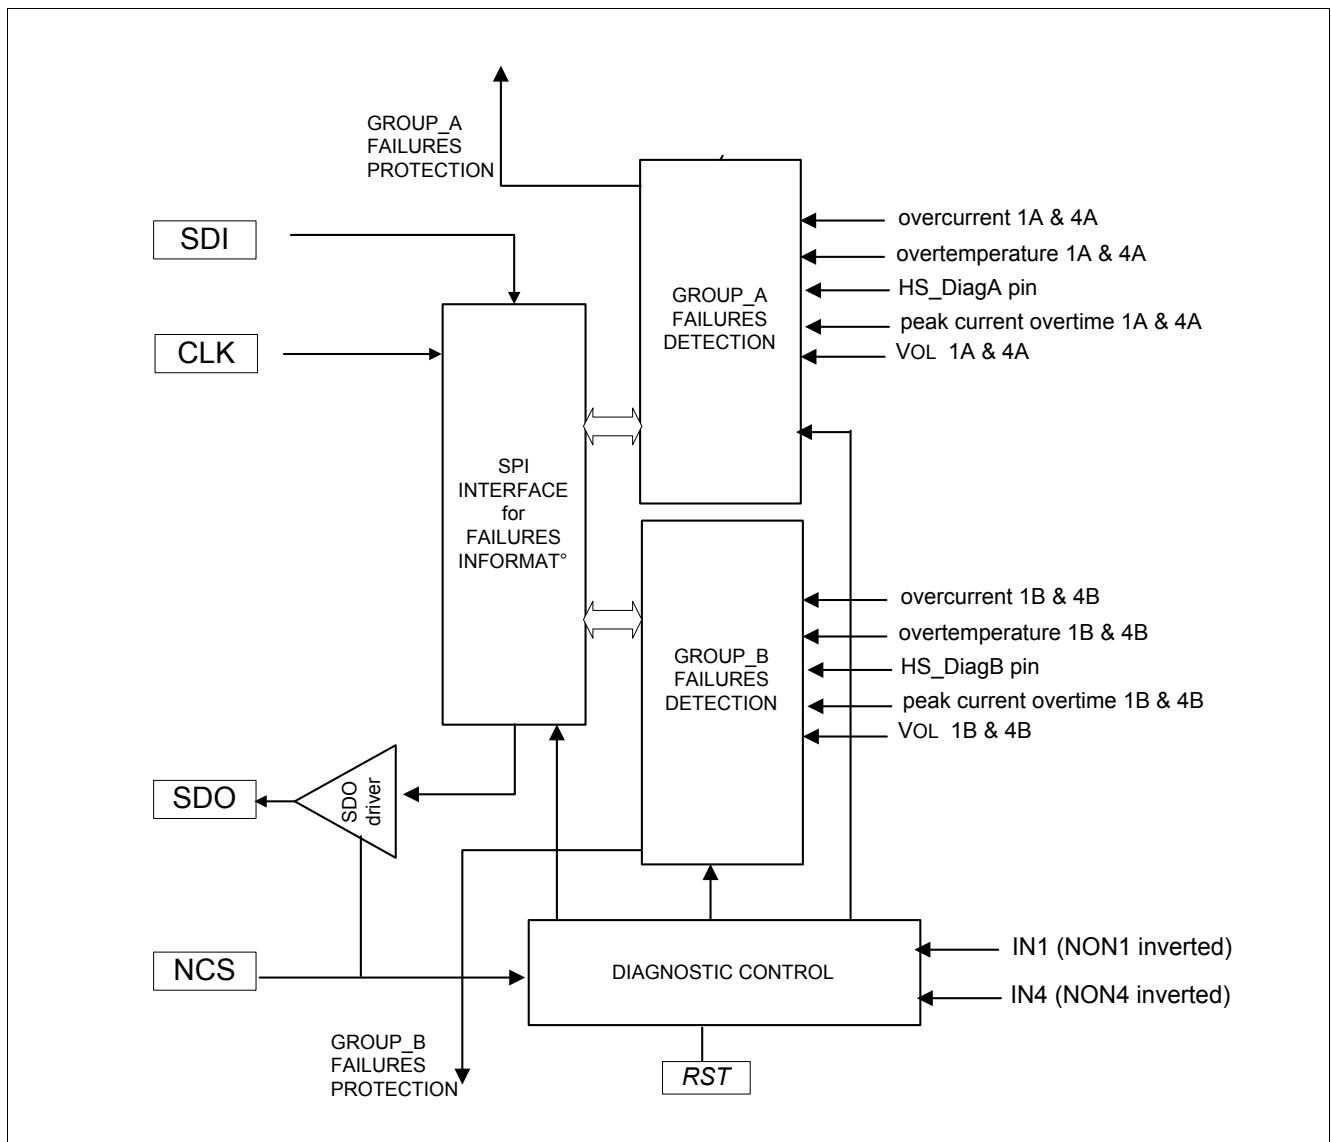 GROUP_A
FAILURES
PROTECTION
SDI
CLK
SPI
INTERFACE
for
FAILURES
INFORMAT°
GROUP_A
FAILURES
DETECTION
overcurrent 1A & 4A
overtemperature 1A & 4A
HS_DiagA pin
peak current overtime 1A & 4A
VOL 1A & 4A
GROUP_B
FAILURES
DETECTION
overcurrent 1B & 4B
overtemperature 1B & 4B
HS_DiagB pin
peak current overtime 1B & 4B
VOL 1B & 4B
SDO
SDO
driver
NCS
DIAGNOSTIC CONTROL
IN1 (NON1 inverted)
IN4 (NON4 inverted)
GROUP_B
FAILURES
PROTECTION
RST